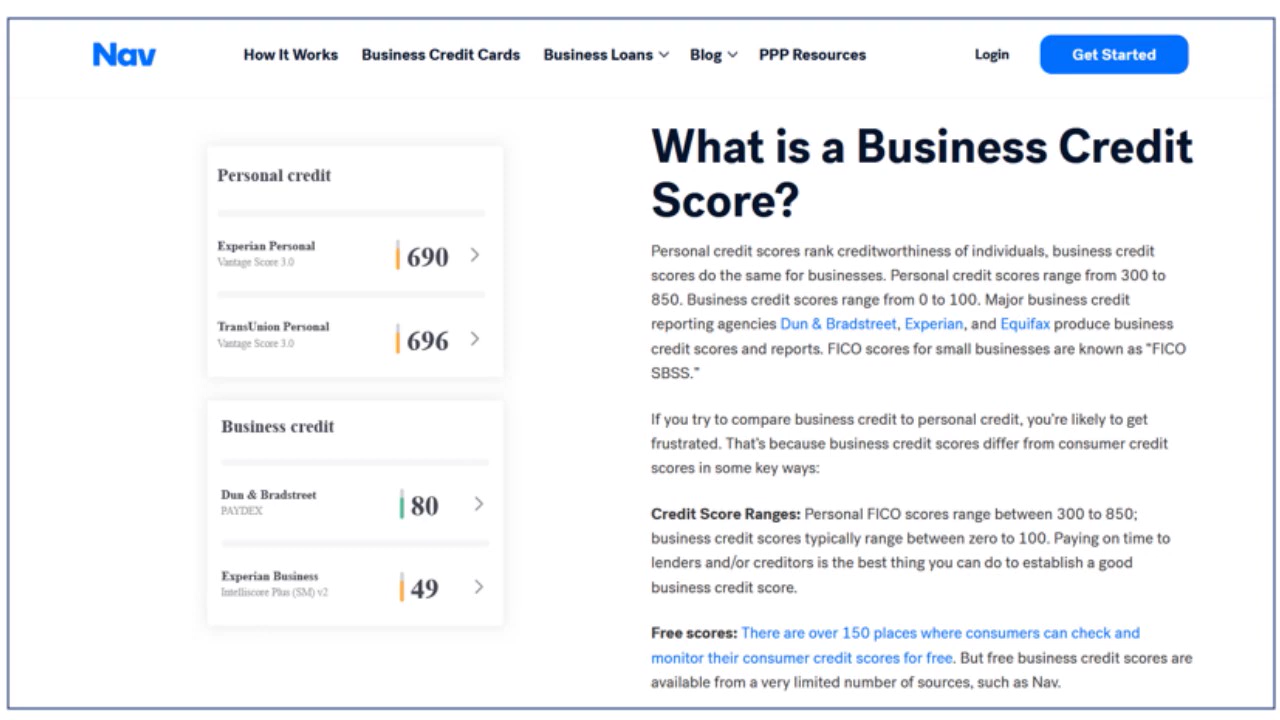 Nav
How It Works
Business Credit Cards
Business Loans
Blog
PPP Resources
Login
Get Started
Personal credit
Experian Personal
Vantage Score 3.0
690
TransUnion Personal
Vantage Score 3.0
696
Business credit
Dun & Bradstreet
PAYDEX
80
Experian Business
Intelliscore Plus (SM) v2
49
What is a Business Credit
Score?
Personal credit scores rank creditworthiness of individuals, business credit
scores do the same for businesses. Personal credit scores range from 300 to
850. Business credit scores range from 0 to 100. Major business credit
reporting agencies Dun & Bradstreet, Experian, and Equifax produce business
credit scores and reports. FICO scores for small businesses are known as "FICO
SBSS."
If you try to compare business credit to personal credit, you're likely to get
frustrated. That's because business credit scores differ from consumer credit
scores in some key ways:
Credit Score Ranges: Personal FICO scores range between 300 to 850;
business credit scores typically range between zero to 100. Paying on time to
lenders and/or creditors is the best thing you can do to establish a good
business credit score.
Free scores: There are over 150 places where consumers can check and
monitor their consumer credit scores for free. But free business credit scores are
available from a very limited number of sources, such as Nav.